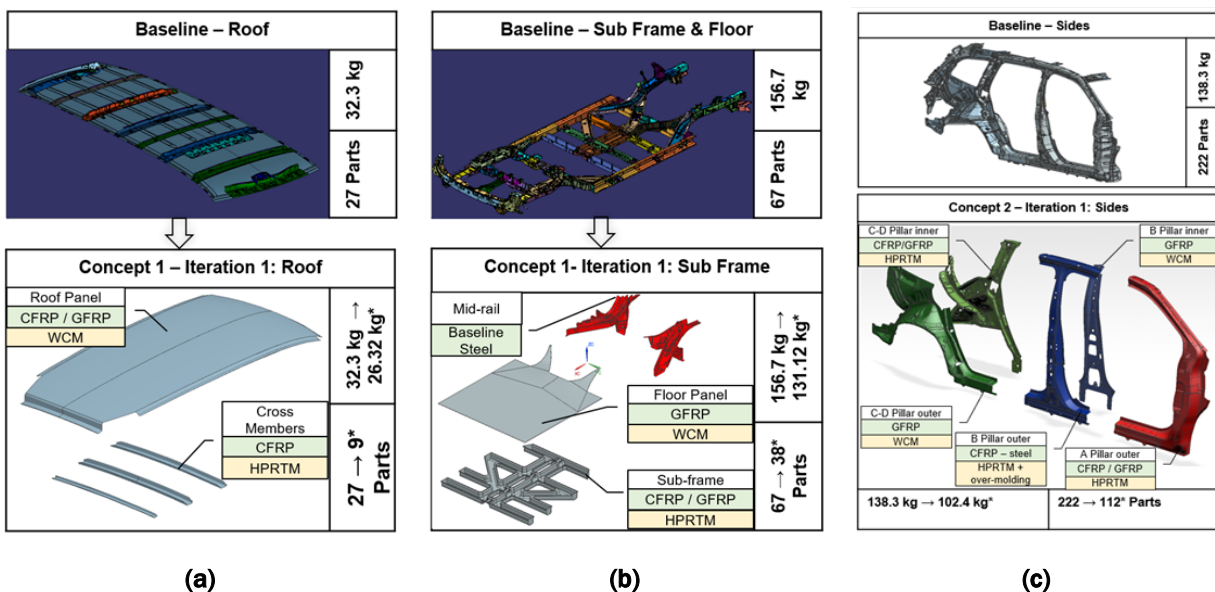 Baseline – Roof
32.3 kg
27 Parts
Concept 1 – Iteration 1: Roof
Roof Panel
CFRP / GFRP
WCM
Cross
Members
CFRP
HPRTM
32.3 kg →
26.32 kg*
27 → 9*
Parts
(a)
Baseline – Sub Frame & Floor
156.7
kg
67 Parts
Concept 1- Iteration 1: Sub Frame
Mid-rail
Baseline
Steel
Floor Panel
GFRP
WCM
Sub-frame
CFRP / GFRP
HPRTM
156.7 kg →
131.12 kg*
67 → 38*
Parts
(b)
Baseline – Sides
138.3 kg
222 Parts
Concept 2 – Iteration 1: Sides
C-D Pillar inner
CFRP/GFRP
HPRTM
B Pillar inner
GFRP
WCM
C-D Pillar outer
GFRP
WCM
B Pillar outer
CFRP – steel
HPRTM +
over-molding
A Pillar outer
CFRP / GFRP
HPRTM
138.3 kg → 102.4 kg*
222 → 112* Parts
(c)